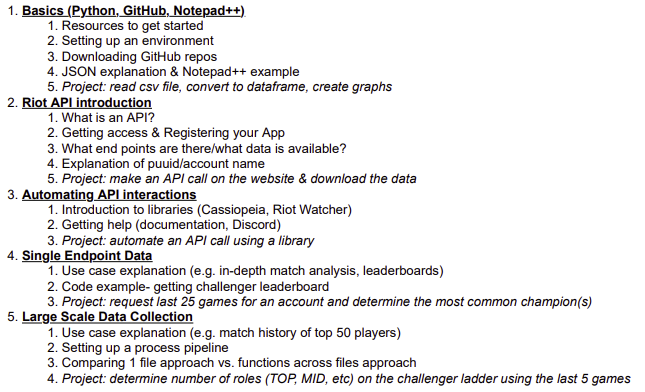 1. Basics (Python, GitHub, Notepad++)
1. Resources to get started
2. Setting up an environment
3. Downloading GitHub repos
4. JSON explanation & Notepad++ example
5. Project: read csv file, convert to dataframe, create graphs
2. Riot API introduction
1. What is an API?
2. Getting access & Registering your App
3. What end points are there/what data is available?
4. Explanation of puuid/account name
5. Project: make an API call on the website & download the data
3. Automating API interactions
1. Introduction to libraries (Cassiopeia, Riot Watcher)
2. Getting help (documentation, Discord)
3. Project: automate an API call using a library
4. Single Endpoint Data
1. Use case explanation (e.g. in-depth match analysis, leaderboards)
2. Code example- getting challenger leaderboard
3. Project: request last 25 games for an account and determine the most common champion(s)
5. Large Scale Data Collection
1. Use case explanation (e.g. match history of top 50 players)
2. Setting up a process pipeline
3. Comparing 1 file approach vs. functions across files approach
4. Project: determine number of roles (TOP, MID, etc) on the challenger ladder using the last 5 games